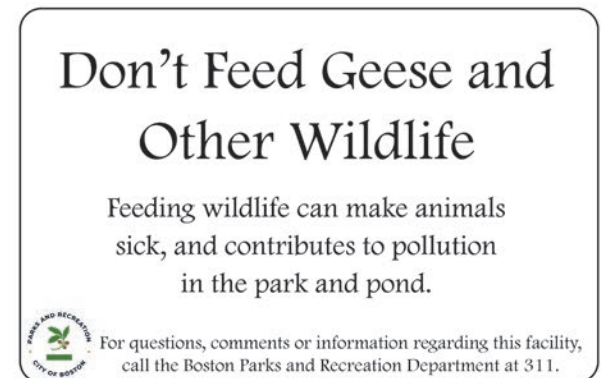 Don't Feed Geese and
Other Wildlife
Feeding wildlife can make animals
sick, and contributes to pollution
in the park and pond.
PARKS AND RECREATION
CITY OF BOSTON
For questions, comments or information regarding this facility,
call the Boston Parks and Recreation Department at 311.